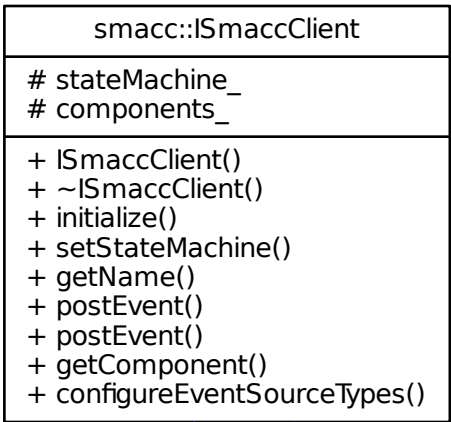 smacc::ISmaccClient
# stateMachine_
# components_
+ ISmaccClient()
+ ~ISmaccClient()
+ initialize()
+ setStateMachine()
+ getName()
+ postEvent()
+ postEvent()
+ getComponent()
+ configureEventSourceTypes()